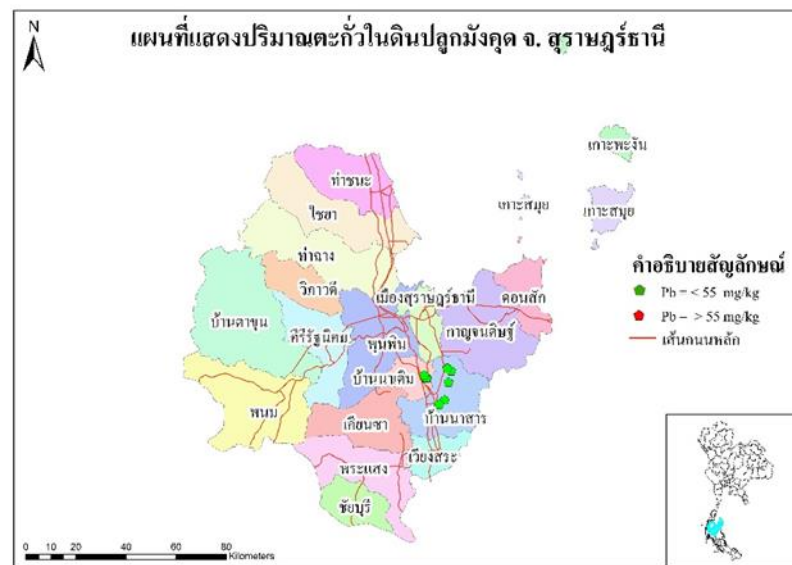 N
แผนที่แสดงปริมาณตะกั่วในดินปลูกมังคุด จ. สุราษฎร์ธานี
เกาะพะงัน
ท่าชนะ
เกาะสมุย
เกาะสมุย
ไชยา
ท่าฉาง
คำอธิบายสัญลักษณ์
วิภาวดี
เมืองสุราษฎร์ธานี
ดอนสัก
Pb = < 55 mg/kg
บ้านตาขุน
คีรีรัฐนิคม
พุนพิน
กาญจนดิษฐ์
Pb = > 55 mg/kg
เส้นถนนหลัก
บ้านนาเดิม
พนม
เคียนซา
บ้านนาสาร
พระแสง
เวียงสระ
ชัยบุรี
0 10 20 40 60 80
Kilometers